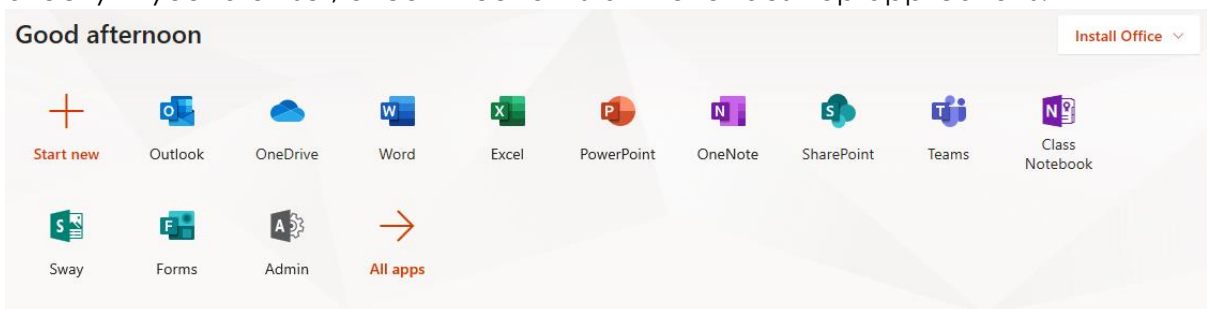 Good afternoon
Install Office
Start new
Outlook
OneDrive
Word
Excel
PowerPoint
OneNote
SharePoint
Teams
Class
Notebook
Sway
Forms
Admin
All apps